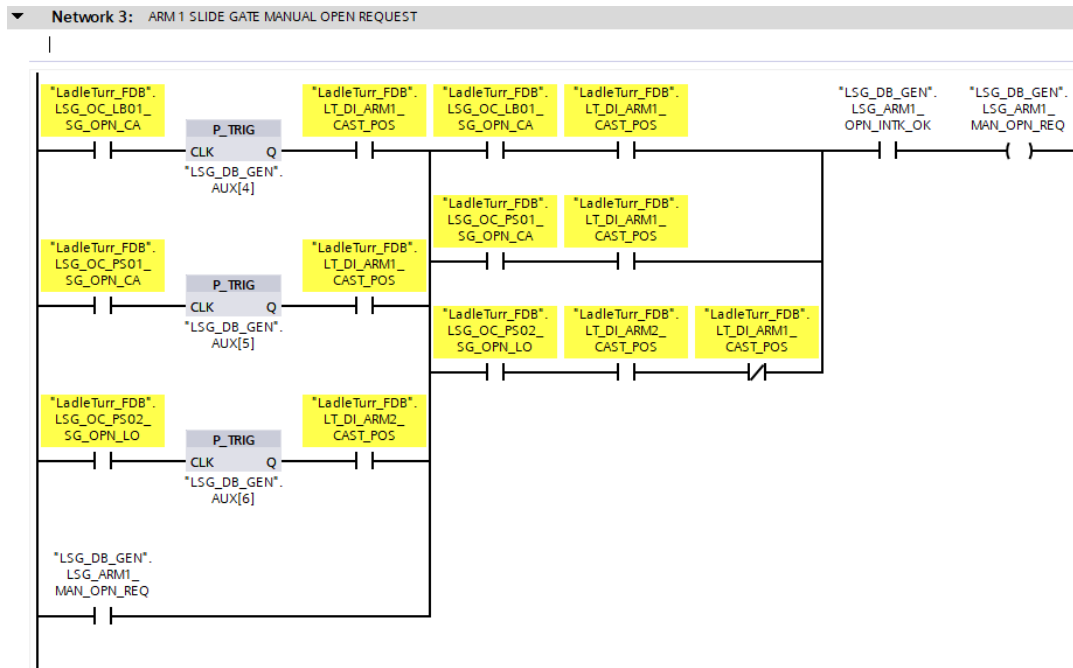 Network 3: ARM 1 SLIDE GATE MANUAL OPEN REQUEST
"LadleTurr_FDB".
LSG_OC_LB01_
SG_OPN_CA
P_TRIG
CLK Q
"LSG_DB_GEN".
AUX[4]
"LadleTurr_FDB".
LT_DI_ARM1_
CAST_POS
"LadleTurr_FDB".
LSG_OC_LB01_
SG_OPN_CA
"LadleTurr_FDB".
LT_DI_ARM1
CAST_POS
"LSG_DB_GEN".
LSG_ARM1_
OPN_INTK_OK
"LSG_DB_GEN".
LSG_ARM1_
MAN_OPN_REQ
"LadleTurr_FDB".
LSG_OC_PS01_
SG_OPN_CA
"LadleTurr_FDB".
LT_DI_ARM1_
CAST_POS
"LadleTurr_FDB".
LSG_OC_PS01_
SG_OPN_CA
P_TRIG
CLK Q
"LSG_DB_GEN".
AUX[5]
"LadleTurr_FDB".
LT_DI_ARM1_
CAST_POS
"LadleTurr_FDB".
LSG_OC_PS02_
SG_OPN_LO
"LadleTurr_FDB".
LT_DI_ARM2_
CAST_POS
"LadleTurr_FDB".
LT_DI_ARM1_
CAST_POS
"LadleTurr_FDB".
LSG_OC_PS02_
SG_OPN_LO
P_TRIG
CLK Q
"LSG_DB_GEN".
AUX[6]
"LadleTurr_FDB".
LT_DI_ARM2_
CAST_POS
"LSG_DB_GEN".
LSG_ARM1_
MAN_OPN_REQ